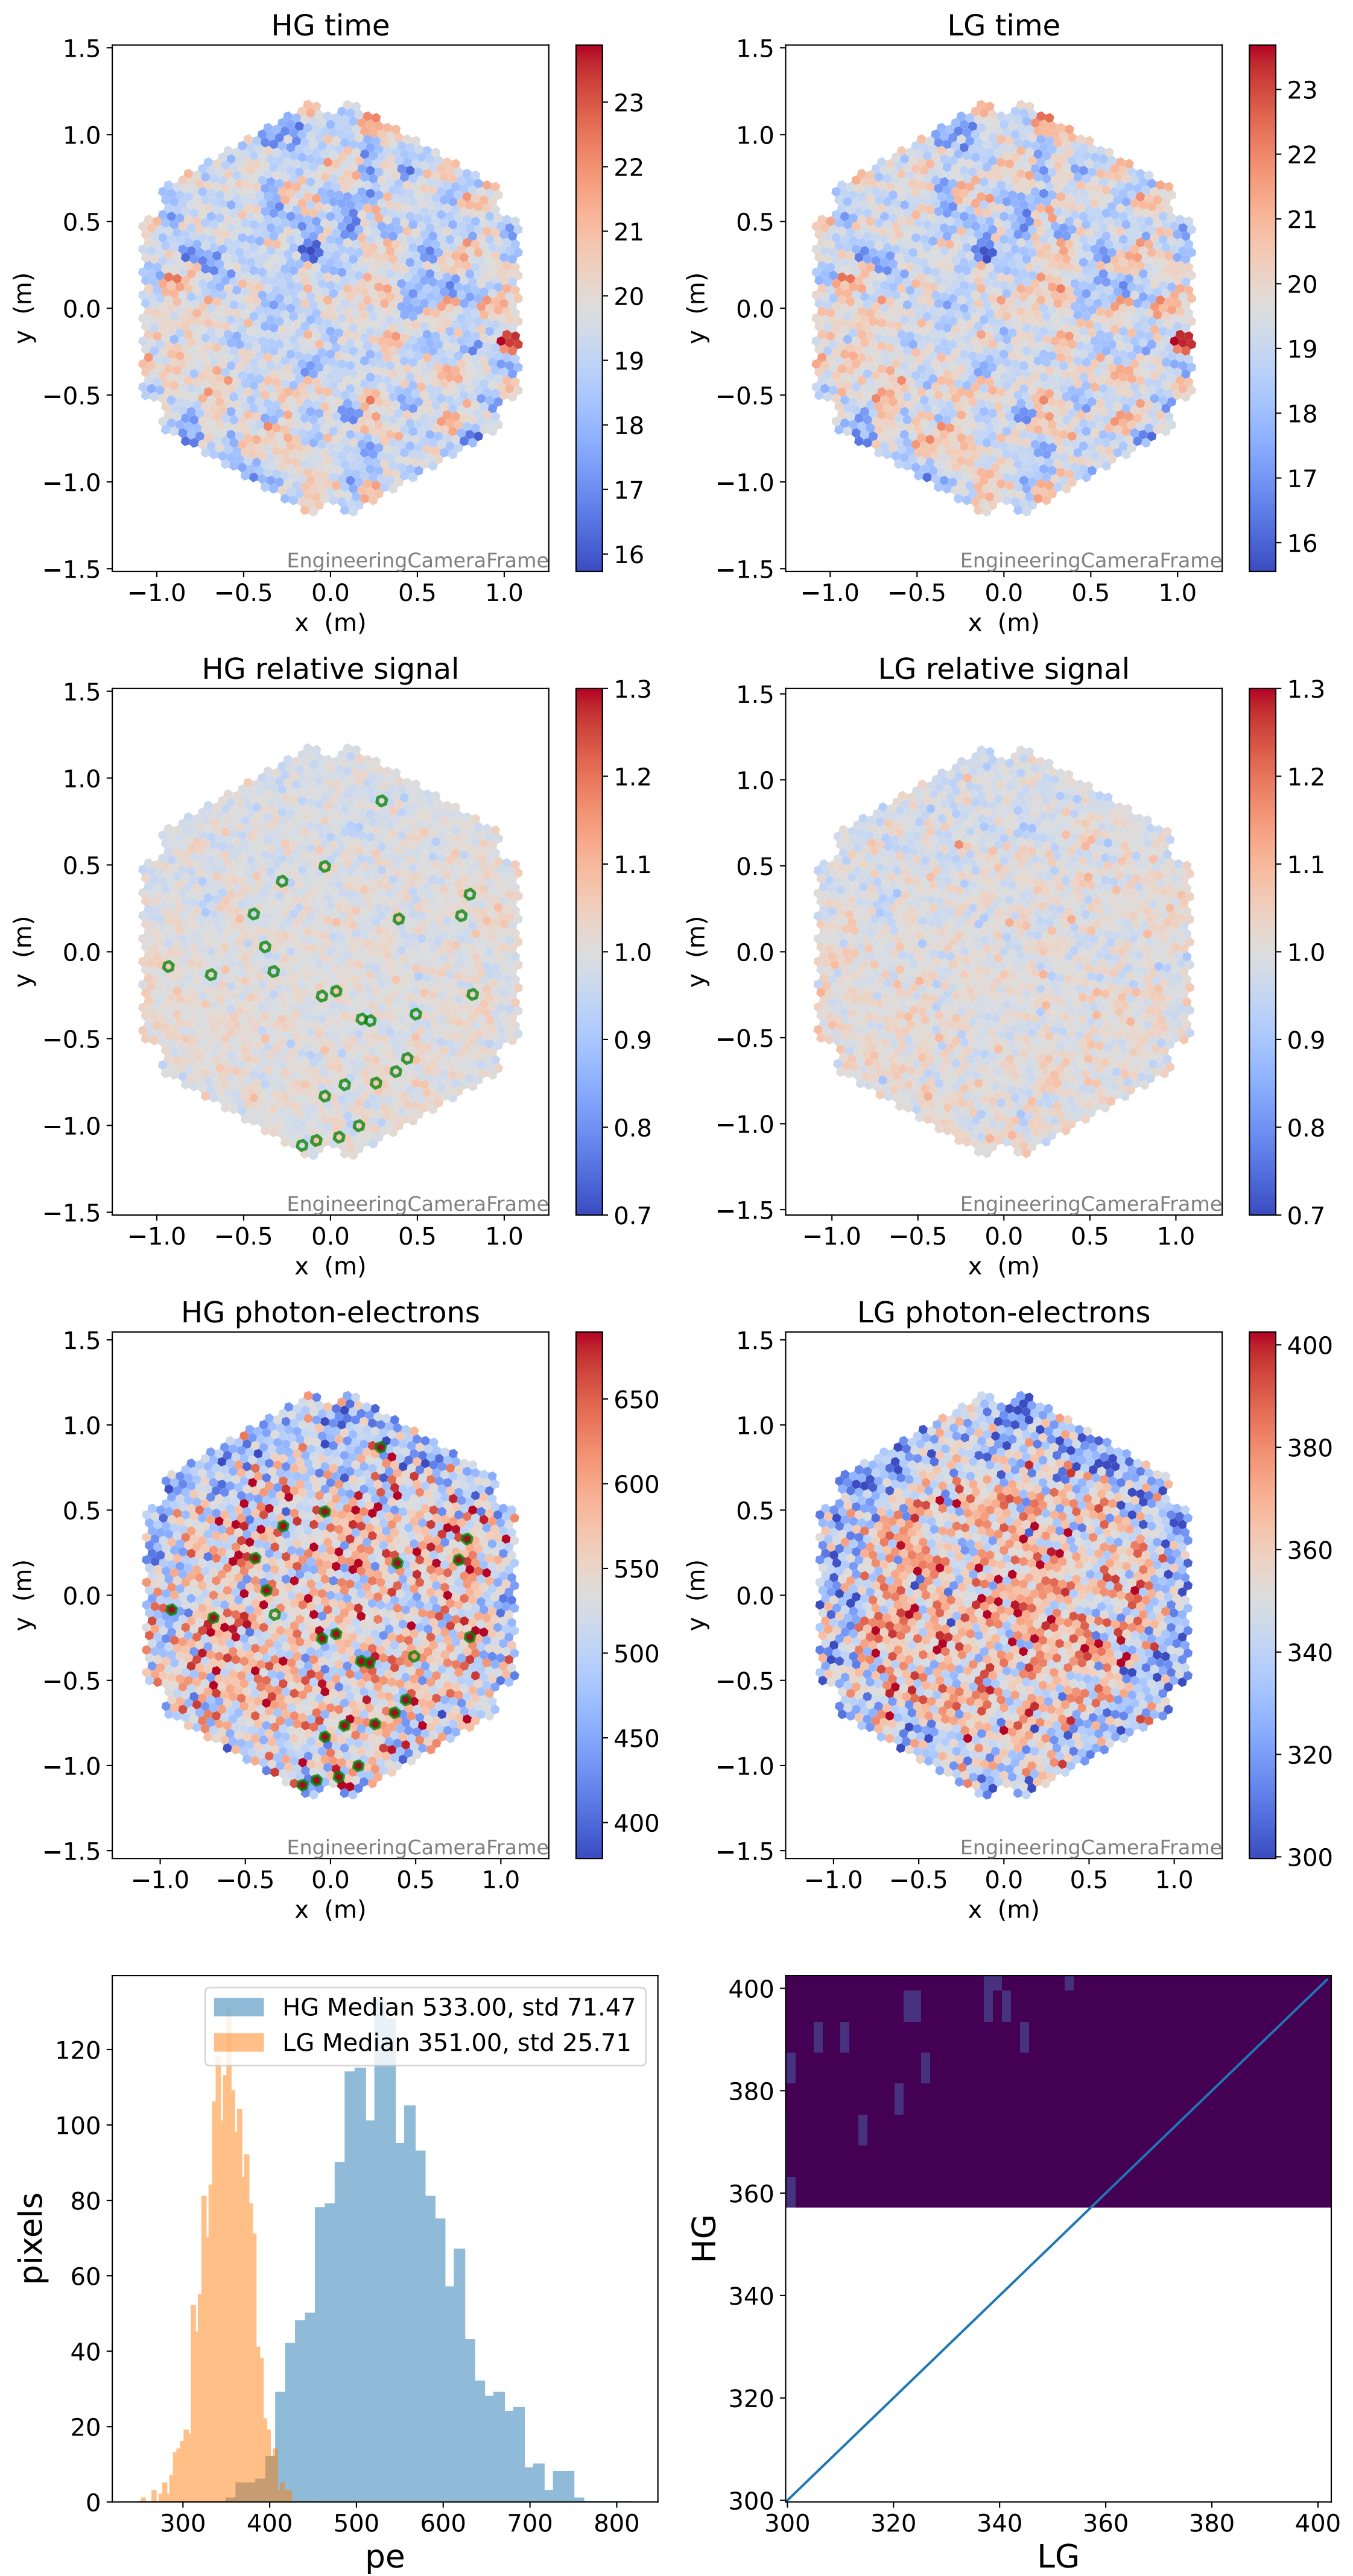 HG time
1.5
1.0
0.5
0.0
−0.5
−1.0
−1.5
y (m)
−1.0 −0.5 0.0 0.5 1.0
x (m)
EngineeringCameraFrame
23
22
21
20
19
18
17
16
LG time
1.5
1.0
0.5
0.0
−0.5
−1.0
−1.5
y (m)
−1.0 −0.5 0.0 0.5 1.0
x (m)
EngineeringCameraFrame
23
22
21
20
19
18
17
16
HG relative signal
1.5
1.0
0.5
0.0
−0.5
−1.0
−1.5
y (m)
−1.0 −0.5 0.0 0.5 1.0
x (m)
EngineeringCameraFrame
1.3
1.2
1.1
1.0
0.9
0.8
0.7
LG relative signal
1.5
1.0
0.5
0.0
−0.5
−1.0
−1.5
y (m)
−1.0 −0.5 0.0 0.5 1.0
x (m)
EngineeringCameraFrame
1.3
1.2
1.1
1.0
0.9
0.8
0.7
HG photon-electrons
1.5
1.0
0.5
0.0
−0.5
−1.0
−1.5
y (m)
−1.0 −0.5 0.0 0.5 1.0
x (m)
EngineeringCameraFrame
650
600
550
500
450
400
LG photon-electrons
1.5
1.0
0.5
0.0
−0.5
−1.0
−1.5
y (m)
−1.0 −0.5 0.0 0.5 1.0
x (m)
EngineeringCameraFrame
400
380
360
340
320
300
HG Median 533.00, std 71.47
LG Median 351.00, std 25.71
120
100
80
60
40
20
0
pixels
300 400 500 600 700 800
pe
400
380
360
340
320
300
HG
300 320 340 360 380 400
LG